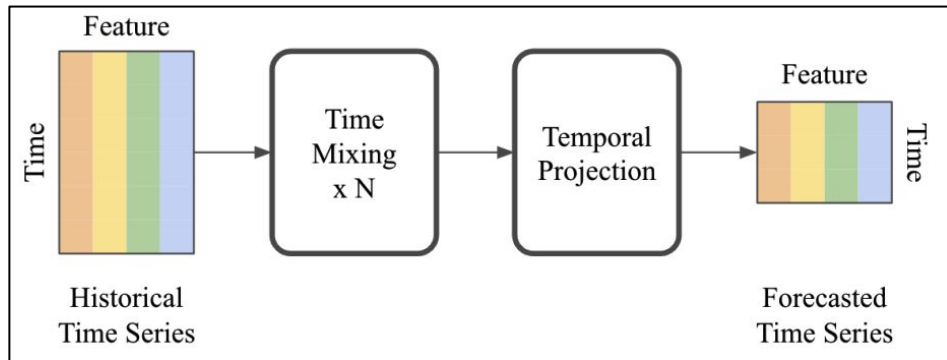 Feature
Time
Historical
Time Series
Time
Mixing
x N
Temporal
Projection
Feature
Time
Forecasted
Time Series